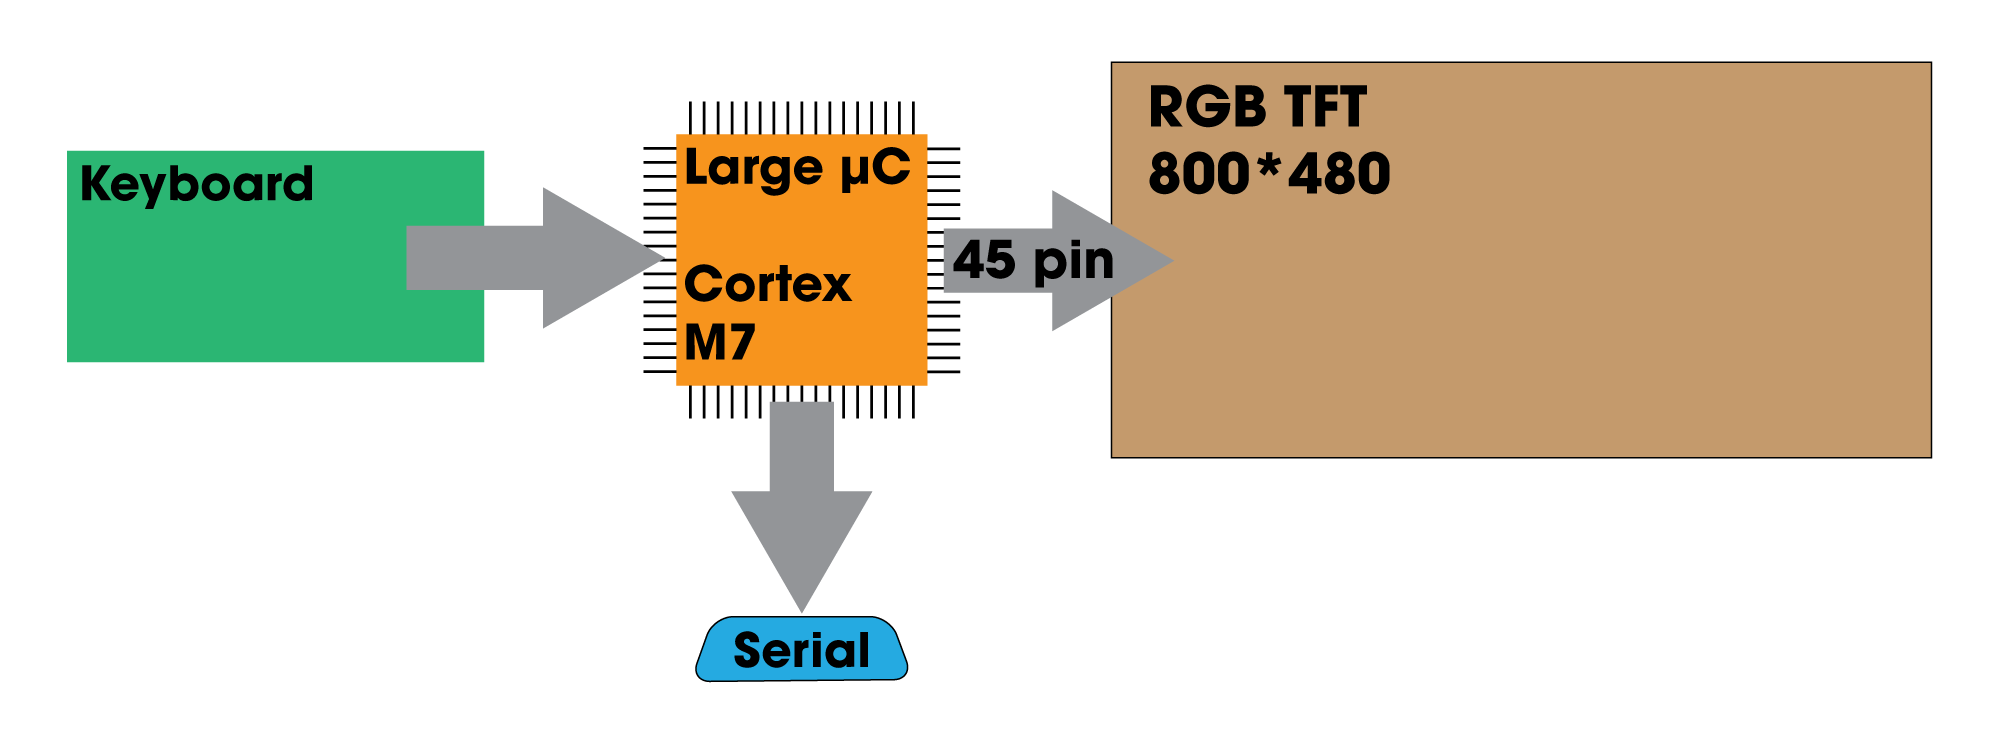 Keyboard
Large µC
Cortex
M7
45 pin
RGB TFT
800*480
Serial